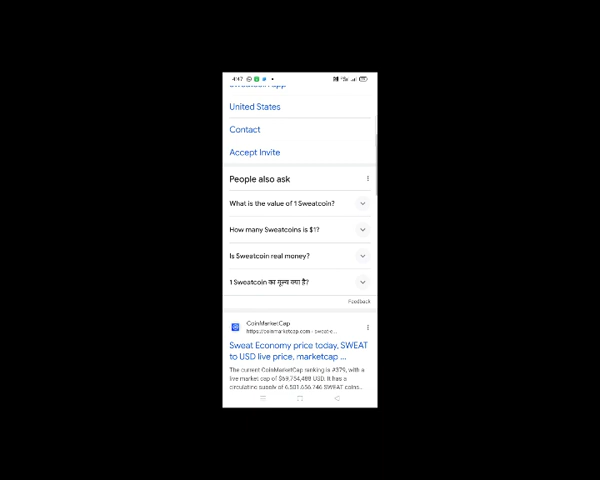 4:47
United States
Contact
Accept Invite
People also ask
What is the value of 1 Sweatcoin?
How many Sweatcoins is $1?
Is Sweatcoin real money?
1 Sweatcoin का मूल्य क्या है?
Feedback
CoinMarketCap
https://coinmarketcap.com › sweat-e...
Sweat Economy price today, SWEAT
to USD live price, marketcap ...
The current CoinMarketCap ranking is #379, with a
live market cap of $69,754,488 USD. It has a
circulating supply of 6,501,656,746 SWEAT coins...